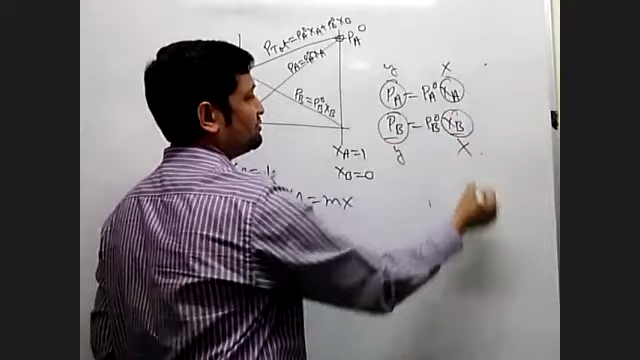 P_Tot = P_A^0 X_A + P_B^0 X_B
P_A^0
P_A = P_A^0 X_A
P_B = P_B^0 X_B
X_A = 1
X_B = 0
= mx
y x
P_A = P_A^0 X_A
P_B = P_B^0 X_B
y x